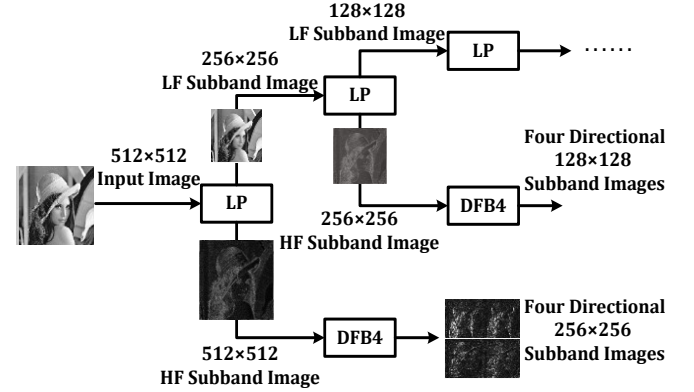 128×128
LF Subband Image
LP
......
256×256
LF Subband Image
LP
512×512
Input Image
LP
Four Directional
128×128
Subband Images
DFB4
256×256
HF Subband Image
DFB4
Four Directional
256×256
Subband Images
512×512
HF Subband Image